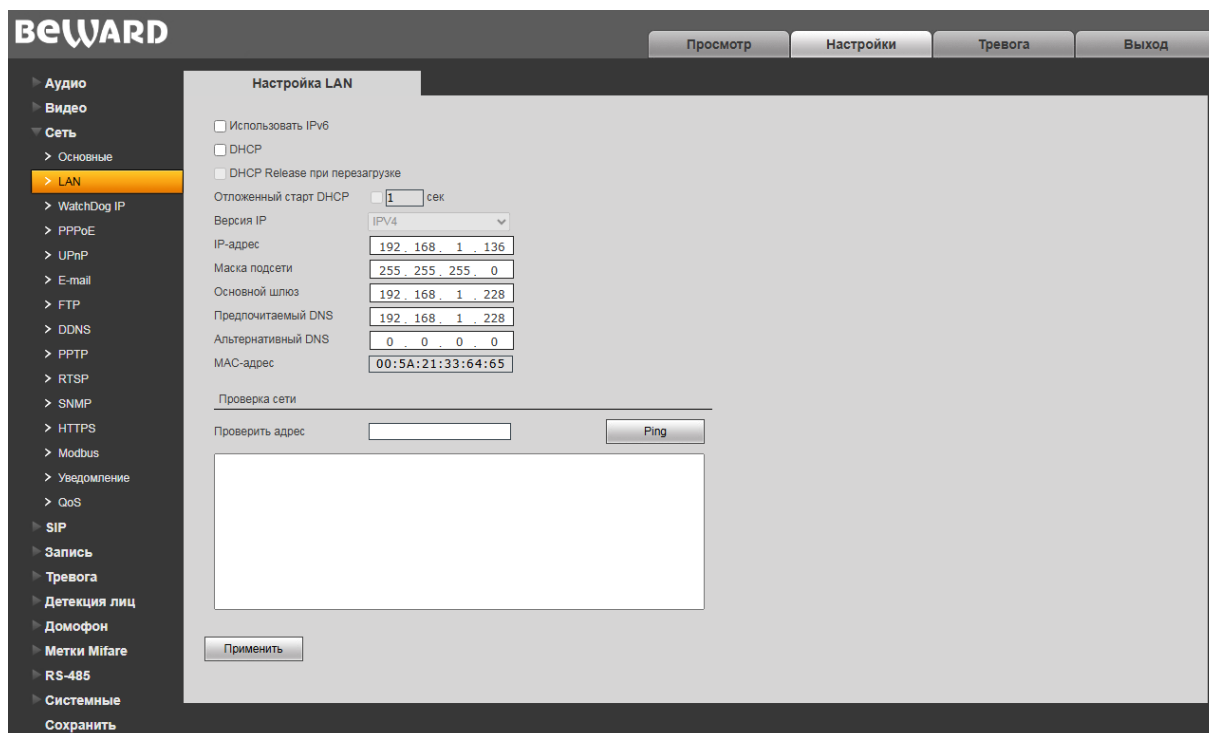 BEWARD
Просмотр
Настройки
Тревога
Выход
Аудио
Видео
Сеть
Основные
LAN
WatchDog IP
PPPoE
UPnP
E-mail
FTP
DDNS
PPTP
RTSP
SNMP
HTTPS
Modbus
Уведомление
QoS
SIP
Запись
Тревога
Детекция лиц
Домофон
Метки Mifare
RS-485
Системные
Сохранить
Настройка LAN
Использовать IPv6
DHCP
DHCP Release при перезагрузке
Отложенный старт DHCP 1 сек
Версия IP IPV4
IP-адрес 192 . 168 . 1 . 136
Маска подсети 255 . 255 . 255 . 0
Основной шлюз 192 . 168 . 1 . 228
Предпочитаемый DNS 192 . 168 . 1 . 228
Альтернативный DNS 0 . 0 . 0 . 0
MAC-адрес 00:5A:21:33:64:65
Проверка сети
Проверить адрес Ping
Применить